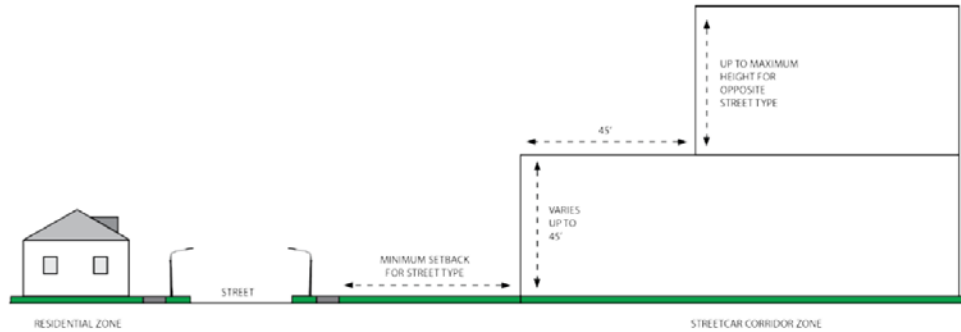 UP TO MAXIMUM
HEIGHT FOR
OPPOSITE
STREET TYPE
45'
VARIES
UP TO
45'
MINIMUM SETBACK
FOR STREET TYPE
STREET
RESIDENTIAL ZONE
STREETCAR CORRIDOR ZONE